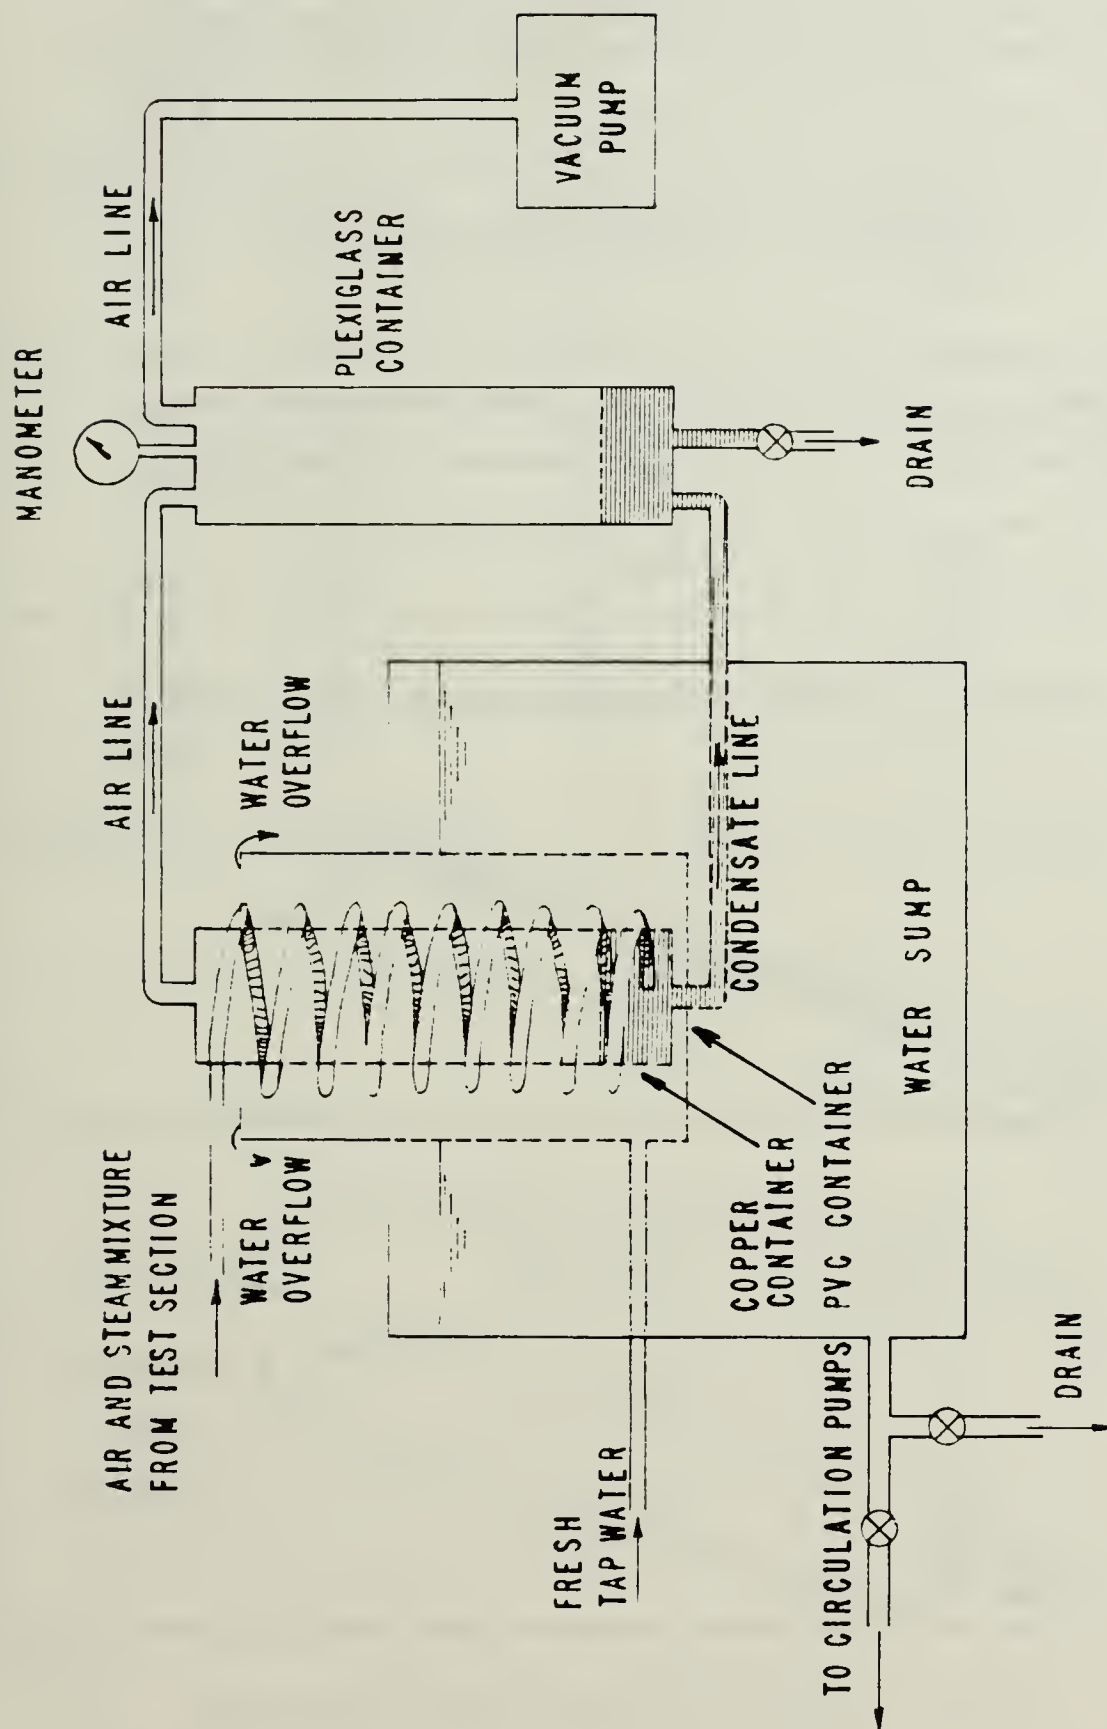 MANOMETER
AIR LINE
AIR LINE
VACUUM
PUMP
PLEXIGLASS
CONTAINER
AIR AND STEAM MIXTURE
FROM TEST SECTION
WATER
OVERFLOW
WATER
OVERFLOW
FRESH
TAP WATER
COPPER
CONTAINER
PVC CONTAINER
CONDENSATE LINE
WATER SUMP
DRAIN
TO CIRCULATION PUMPS
DRAIN